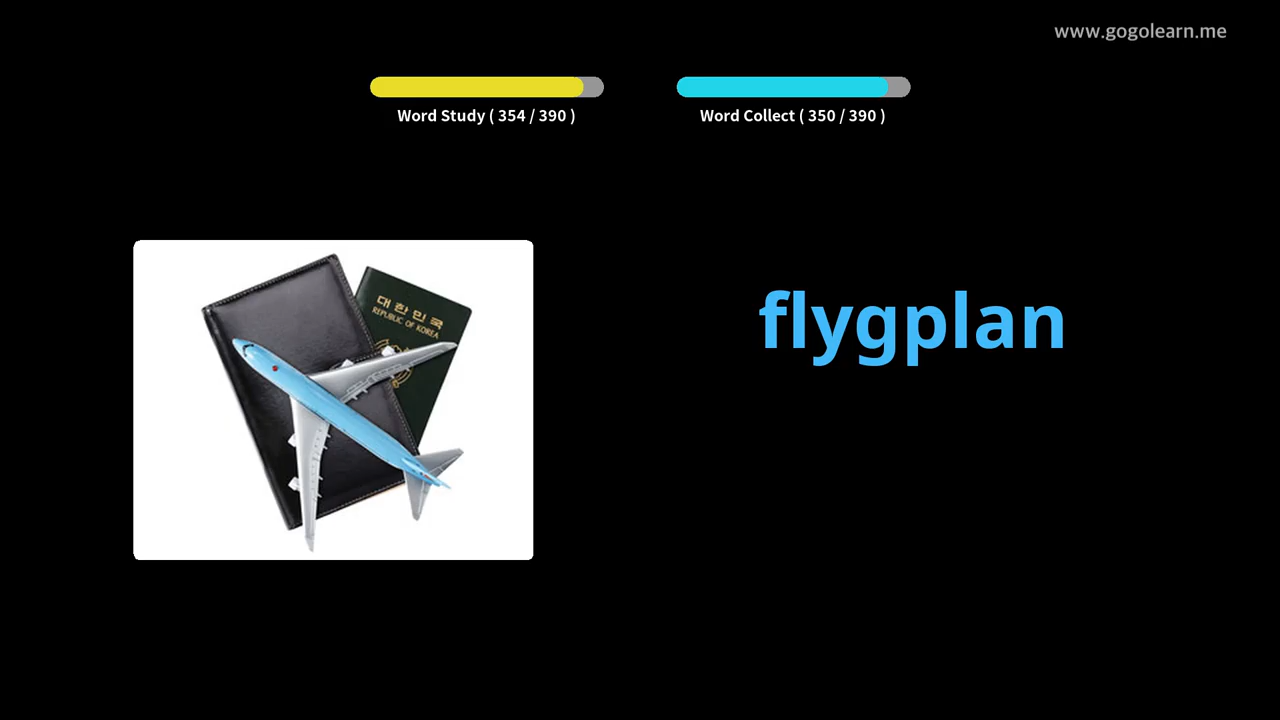 www.gogolearn.me
Word Study ( 354 / 390 )
Word Collect ( 350 / 390 )
대한민국
REPUBLIC OF KOREA
flygplan